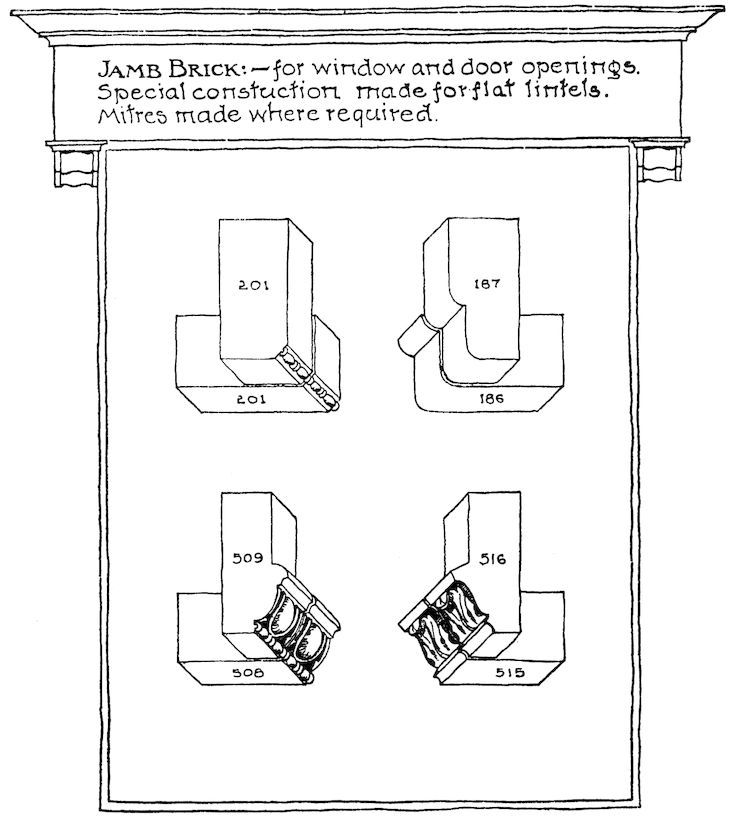 JAMB BRICK:—for window and door openings.
Special constuction made for flat lintels.
Mitres made where required.
201
187
201
186
509
516
508
515